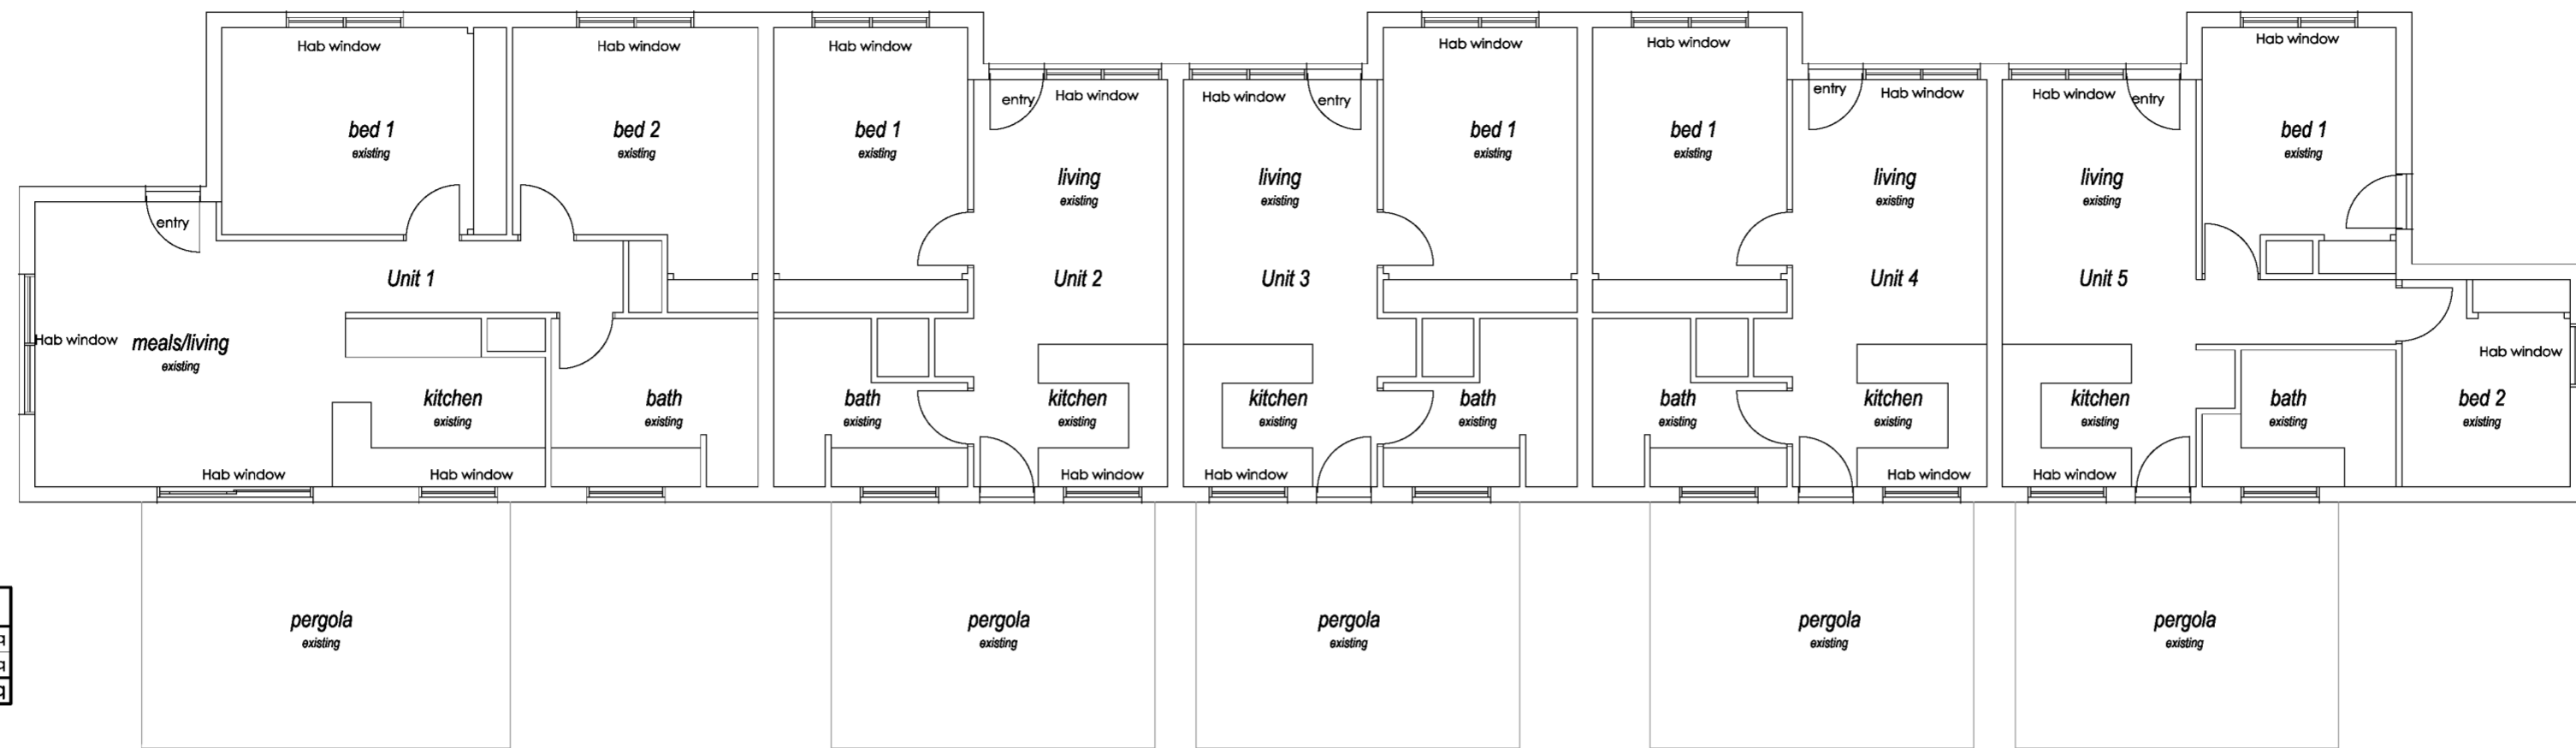 Hab window
Hab window
Hab window
Hab window
Hab window
Hab window
entry
Hab window
Hab window
entry
entry
Hab window
Hab window
entry
bed 1
existing
bed 2
existing
bed 1
existing
bed 1
existing
bed 1
existing
bed 1
existing
living
existing
living
existing
living
existing
living
existing
entry
Unit 1
Unit 2
Unit 3
Unit 4
Unit 5
Hab window
meals/living
existing
Hab window
kitchen
existing
bath
existing
bath
existing
kitchen
existing
kitchen
existing
bath
existing
bath
existing
kitchen
existing
kitchen
existing
bath
existing
bed 2
existing
Hab window
Hab window
Hab window
Hab window
Hab window
Hab window
pergola
existing
pergola
existing
pergola
existing
pergola
existing
pergola
existing